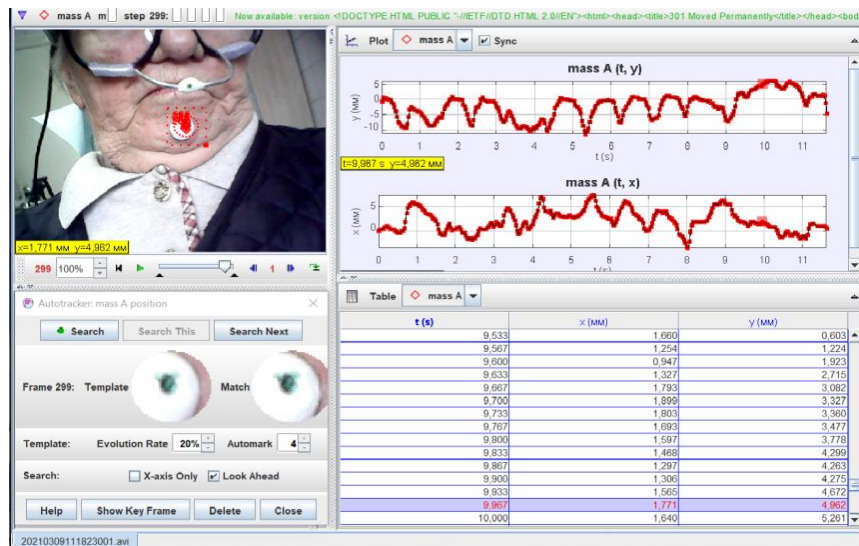 mass A m step 299: Now available: version <!DOCTYPE HTML PUBLIC "-//IETF//DTD HTML 2.0//EN"><html><head><title>301 Moved Permanently</title></head><bod
x=1,771 мм y=4,962 мм
299 100% 1
Plot mass A Sync
mass A (t, y)
y (мм)
5
0
-5
-10
0 1 2 3 4 5 6 7 8 9 10 11
t (s)
t=9,967 s y=4,962 мм
mass A (t, x)
x (мм)
5
0
0 1 2 3 4 5 6 7 8 9 10 11
t (s)
Autotracker: mass A position
Search Search This Search Next
Frame 299: Template Match
Template: Evolution Rate 20% Automark 4
Search: X-axis Only Look Ahead
Help Show Key Frame Delete Close
Table mass A
t (s) x (мм) y (мм)
9,533 1,660 0,603
9,567 1,254 1,224
9,600 0,947 1,923
9,633 1,327 2,715
9,667 1,793 3,082
9,700 1,899 3,327
9,733 1,803 3,360
9,767 1,693 3,477
9,800 1,597 3,778
9,833 1,468 4,299
9,867 1,297 4,263
9,900 1,306 4,275
9,933 1,565 4,672
9,967 1,771 4,962
10,000 1,640 5,261
20210309111823001.avi